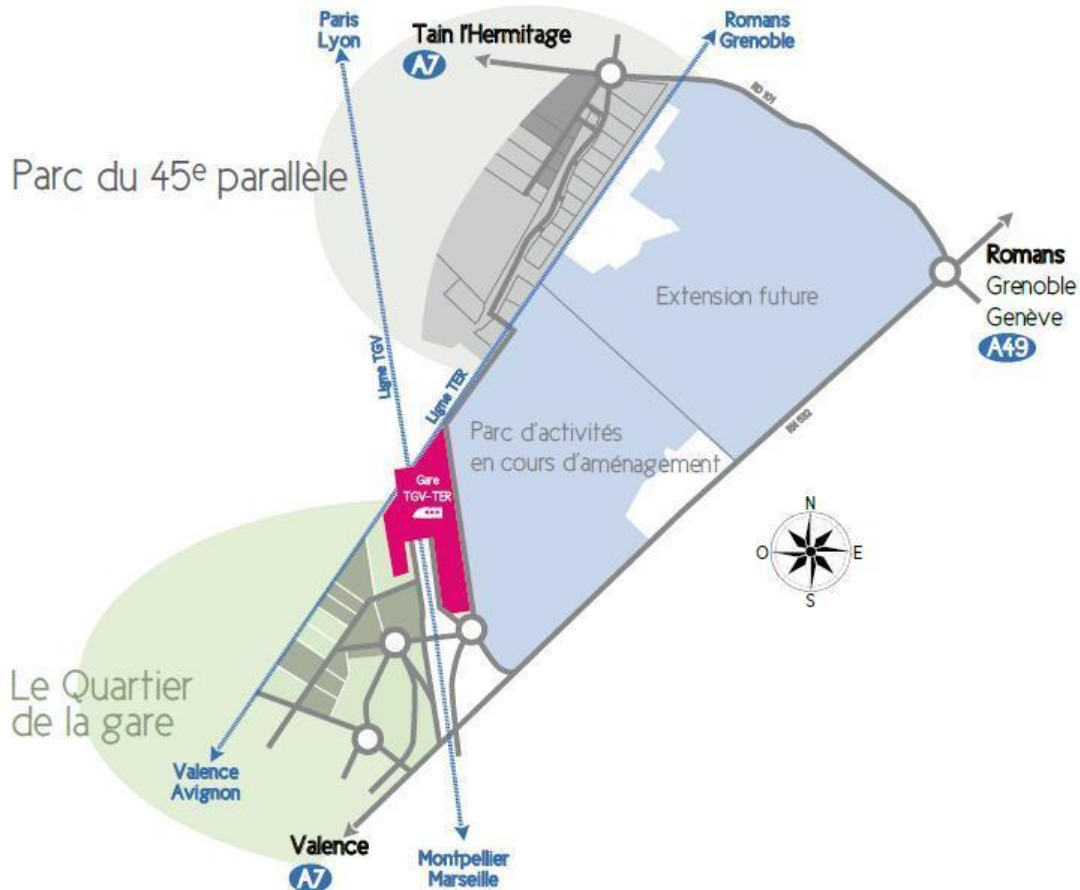 Paris
Lyon
Tain l'Hermitage
A7
Romans
Grenoble
RD 101
Parc du 45e parallèle
Romans
Grenoble
Genève
A49
Extension future
Ligne TGV
Ligne TER
RN 532
Parc d'activités
en cours d'aménagement
Gare
TGV-TER
N
O
E
S
Le Quartier
de la gare
Valence
Avignon
Valence
A7
Montpellier
Marseille